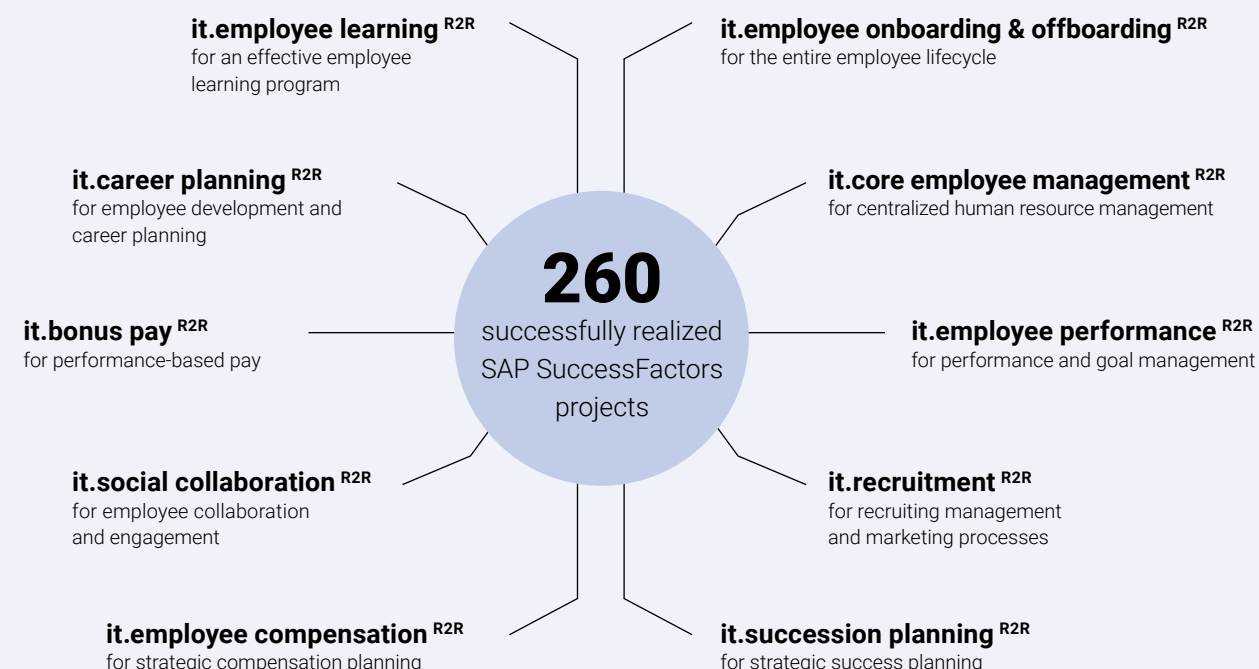 it.employee learning R2R
for an effective employee
learning program
it.employee onboarding & offboarding R2R
for the entire employee lifecycle
it.career planning R2R
for employee development and
career planning
it.core employee management R2R
for centralized human resource management
260
successfully realized
SAP SuccessFactors
projects
it.bonus pay R2R
for performance-based pay
it.employee performance R2R
for performance and goal management
it.social collaboration R2R
for employee collaboration
and engagement
it.recruitment R2R
for recruiting management
and marketing processes
it.employee compensation R2R
for strategic compensation planning
it.succession planning R2R
for strategic success planning